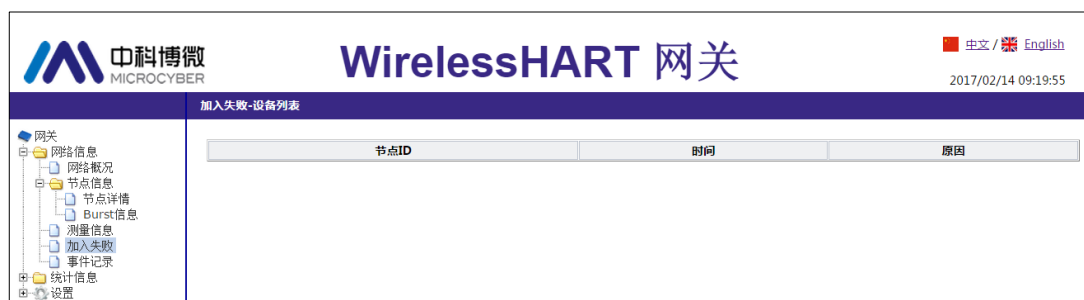 中科博微
MICROCYBER
WirelessHART 网关
中文 / English
2017/02/14 09:19:55
加入失败-设备列表
网关
网络信息
网络概况
节点信息
节点详情
Burst信息
测量信息
加入失败
事件记录
统计信息
设置
节点ID 时间 原因